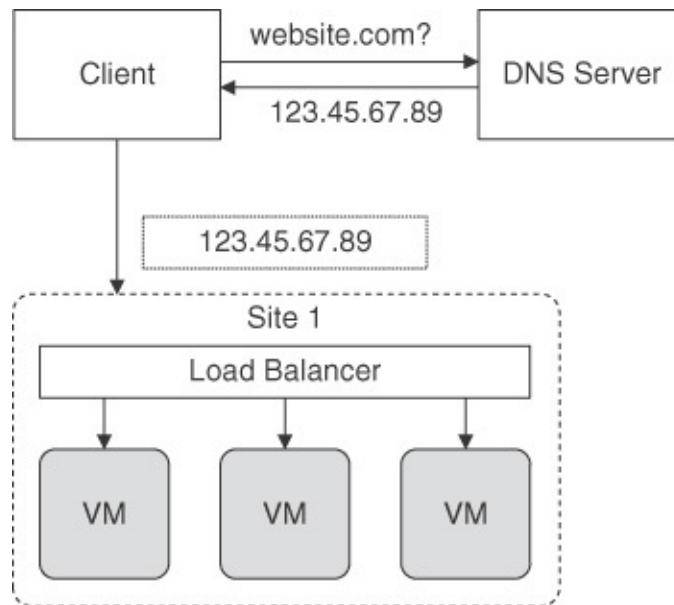 website.com?
Client
DNS Server
123.45.67.89
123.45.67.89
Site 1
Load Balancer
VM
VM
VM